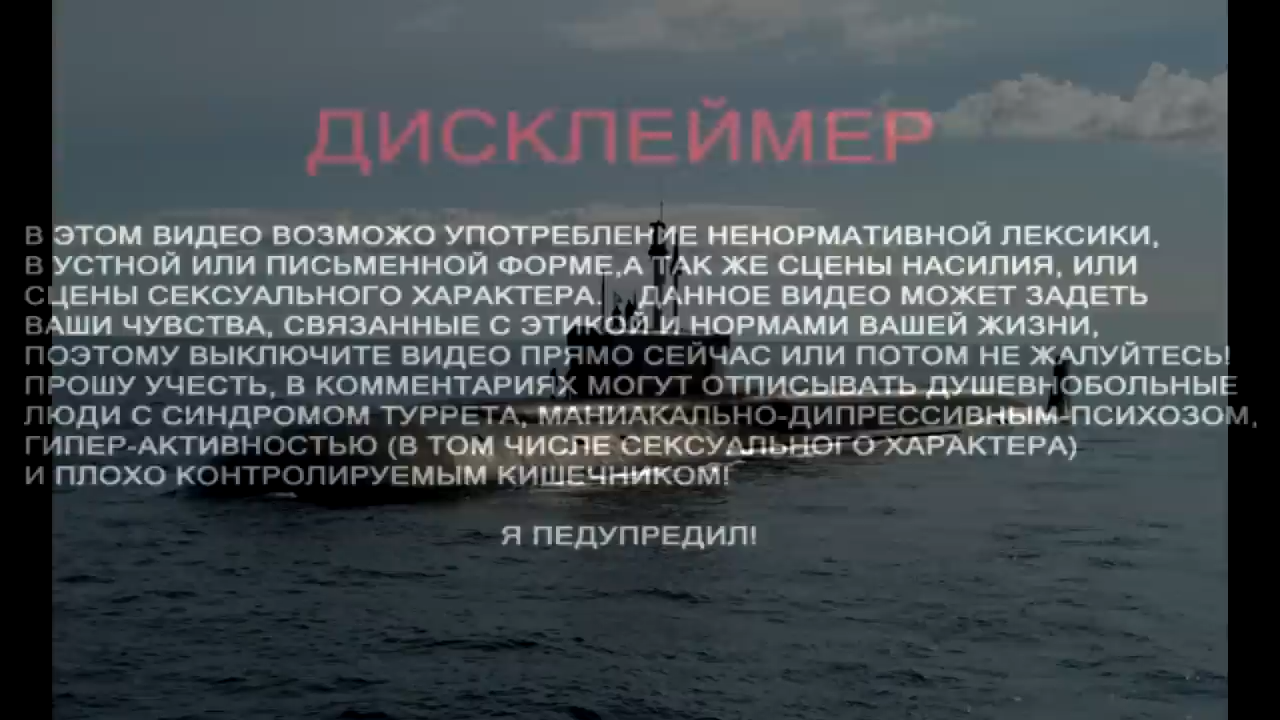 ДИСКЛЕЙМЕР
В ЭТОМ ВИДЕО ВОЗМОЖО УПОТРЕБЛЕНИЕ НЕНОРМАТИВНОЙ ЛЕКСИКИ,
В УСТНОЙ ИЛИ ПИСЬМЕННОЙ ФОРМЕ,А ТАК ЖЕ СЦЕНЫ НАСИЛИЯ, ИЛИ
СЦЕНЫ СЕКСУАЛЬНОГО ХАРАКТЕРА. ДАННОЕ ВИДЕО МОЖЕТ ЗАДЕТЬ
ВАШИ ЧУВСТВА, СВЯЗАННЫЕ С ЭТИКОЙ И НОРМАМИ ВАШЕЙ ЖИЗНИ,
ПОЭТОМУ ВЫКЛЮЧИТЕ ВИДЕО ПРЯМО СЕЙЧАС ИЛИ ПОТОМ НЕ ЖАЛУЙТЕСЬ!
ПРОШУ УЧЕСТЬ, В КОММЕНТАРИЯХ МОГУТ ОТПИСЫВАТЬ ДУШЕВНОБОЛЬНЫЕ
ЛЮДИ С СИНДРОМОМ ТУРРЕТА, МАНИАКАЛЬНО-ДИПРЕССИВНЫМ-ПСИХОЗОМ,
ГИПЕР-АКТИВНОСТЬЮ (В ТОМ ЧИСЛЕ СЕКСУАЛЬНОГО ХАРАКТЕРА)
И ПЛОХО КОНТРОЛИРУЕМЫМ КИШЕЧНИКОМ!
Я ПЕДУПРЕДИЛ!